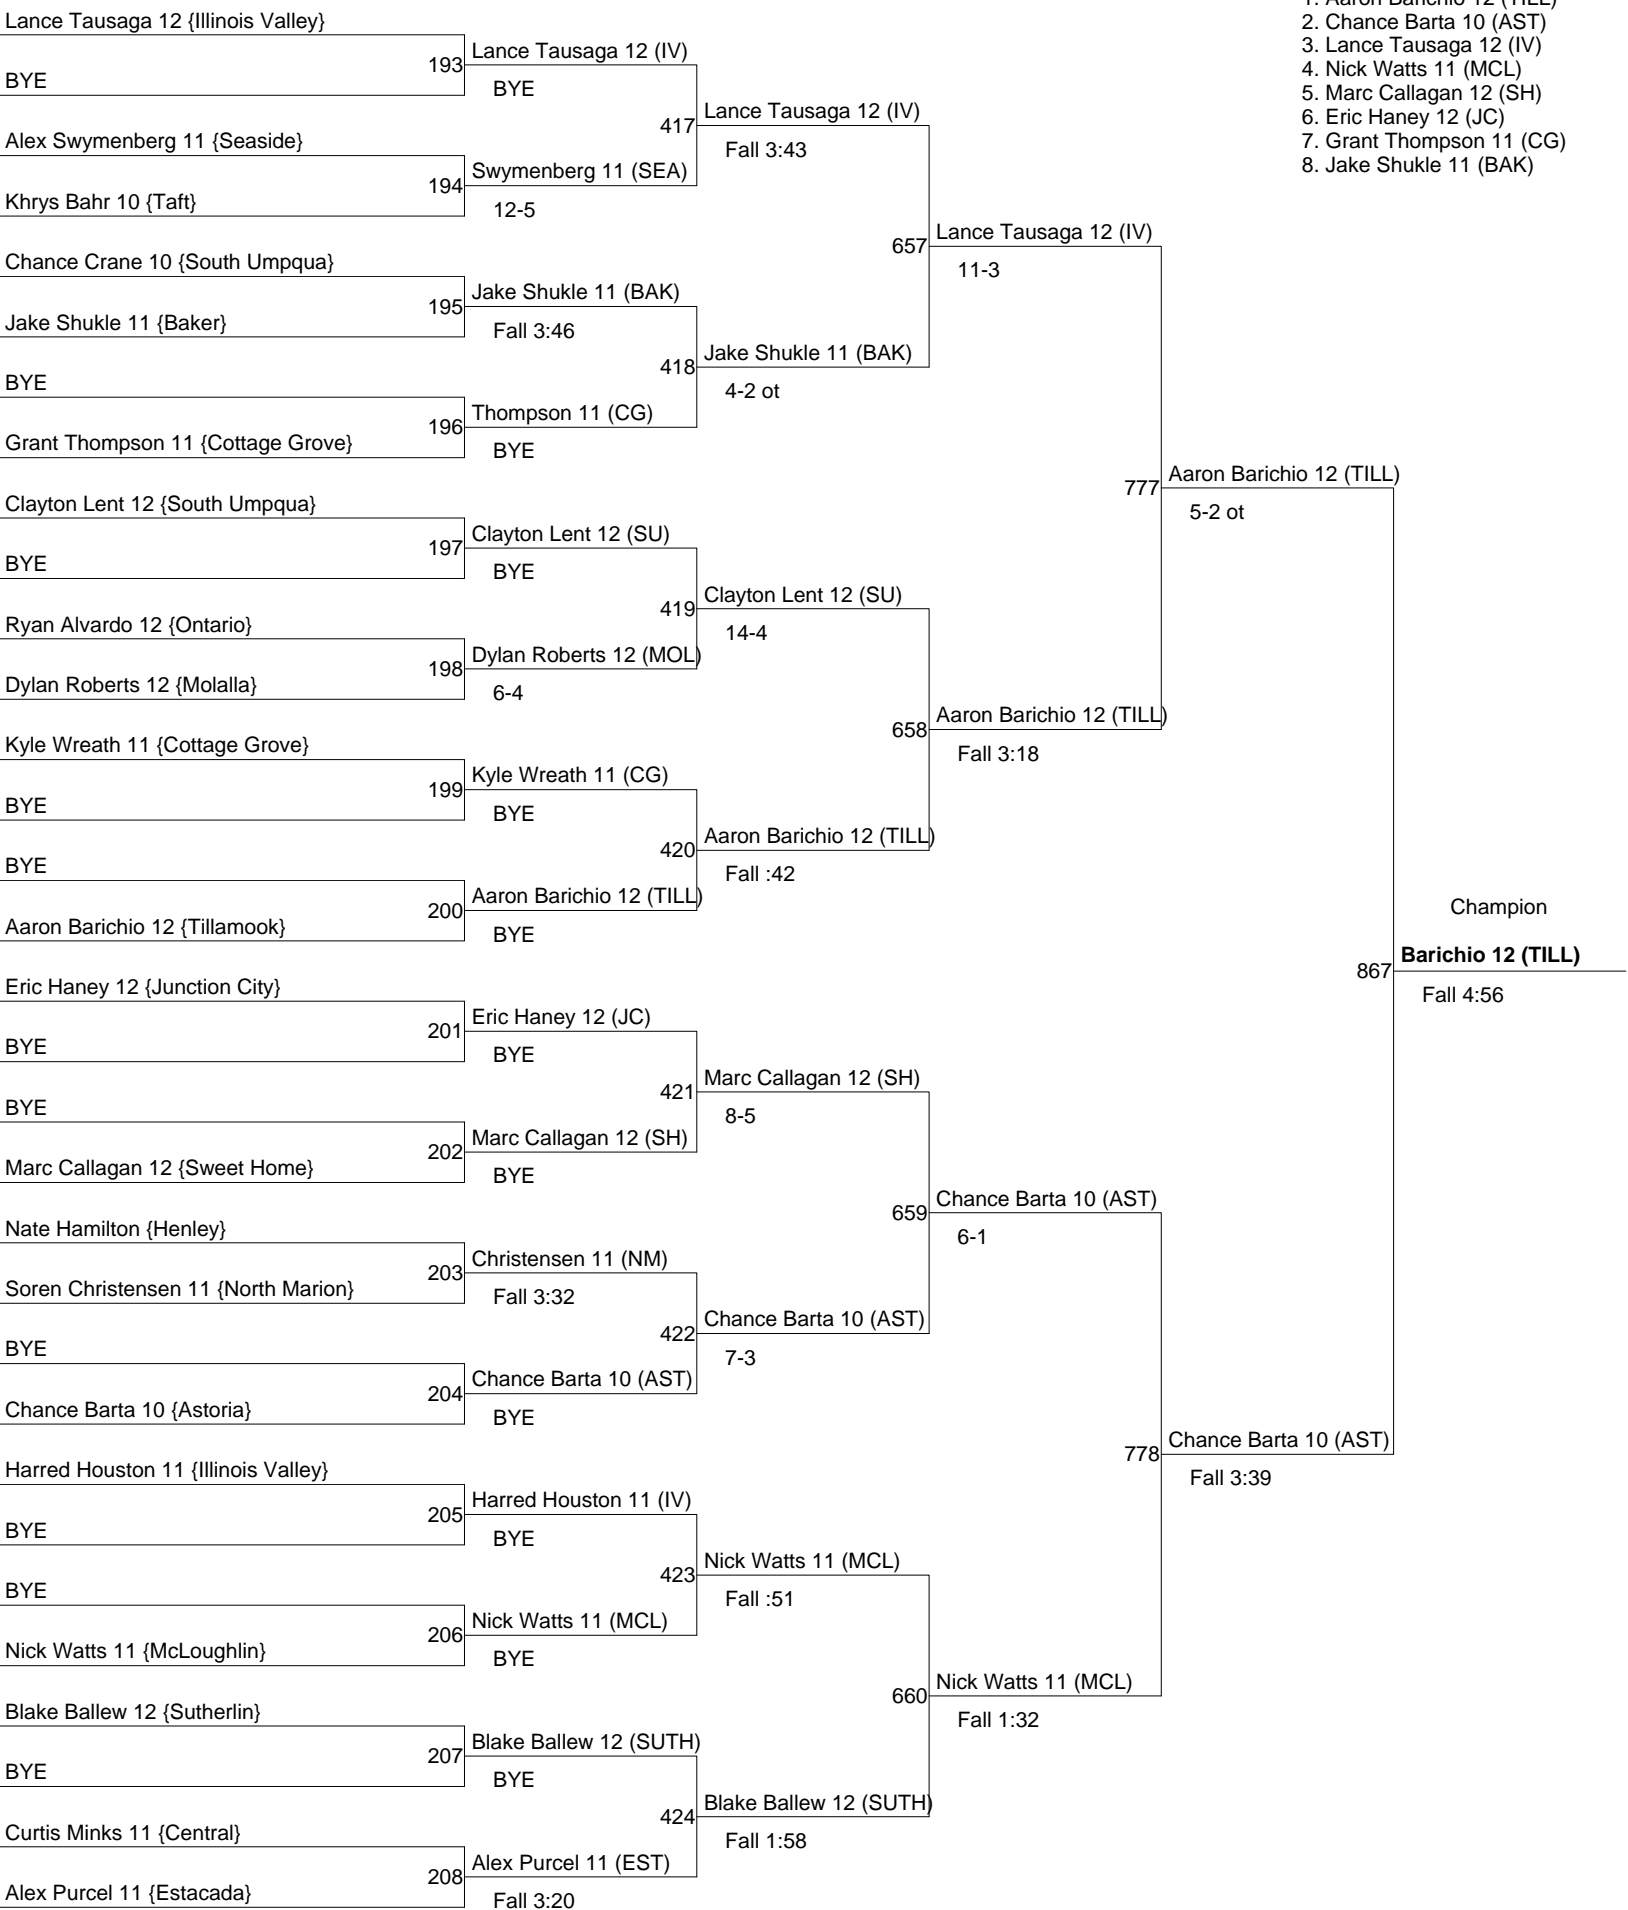 1. Aaron Barichio 12 (TILL)
2. Chance Barta 10 (AST)
3. Lance Tausaga 12 (IV)
4. Nick Watts 11 (MCL)
5. Marc Callagan 12 (SH)
6. Eric Haney 12 (JC)
7. Grant Thompson 11 (CG)
8. Jake Shukle 11 (BAK)
Lance Tausaga 12 {Illinois Valley}
BYE
Alex Swymenberg 11 {Seaside}
Khrys Bahr 10 {Taft}
Chance Crane 10 {South Umpqua}
Jake Shukle 11 {Baker}
BYE
Grant Thompson 11 {Cottage Grove}
Clayton Lent 12 {South Umpqua}
BYE
Ryan Alvardo 12 {Ontario}
Dylan Roberts 12 {Molalla}
Kyle Wreath 11 {Cottage Grove}
BYE
BYE
Aaron Barichio 12 {Tillamook}
Eric Haney 12 {Junction City}
BYE
BYE
Marc Callagan 12 {Sweet Home}
Nate Hamilton {Henley}
Soren Christensen 11 {North Marion}
BYE
Chance Barta 10 {Astoria}
Harred Houston 11 {Illinois Valley}
BYE
BYE
Nick Watts 11 {McLoughlin}
Blake Ballew 12 {Sutherlin}
BYE
Curtis Minks 11 {Central}
Alex Purcel 11 {Estacada}
193 Lance Tausaga 12 (IV)
BYE
194 Swymenberg 11 (SEA)
12-5
195 Jake Shukle 11 (BAK)
Fall 3:46
196 Thompson 11 (CG)
BYE
197 Clayton Lent 12 (SU)
BYE
198 Dylan Roberts 12 (MOL)
6-4
199 Kyle Wreath 11 (CG)
BYE
200 Aaron Barichio 12 (TILL)
BYE
201 Eric Haney 12 (JC)
BYE
202 Marc Callagan 12 (SH)
BYE
203 Christensen 11 (NM)
Fall 3:32
204 Chance Barta 10 (AST)
BYE
205 Harred Houston 11 (IV)
BYE
206 Nick Watts 11 (MCL)
BYE
207 Blake Ballew 12 (SUTH)
BYE
208 Alex Purcel 11 (EST)
Fall 3:20
417 Lance Tausaga 12 (IV)
Fall 3:43
418 Jake Shukle 11 (BAK)
4-2 ot
419 Clayton Lent 12 (SU)
14-4
420 Aaron Barichio 12 (TILL)
Fall :42
421 Marc Callagan 12 (SH)
8-5
422 Chance Barta 10 (AST)
7-3
423 Nick Watts 11 (MCL)
Fall :51
424 Blake Ballew 12 (SUTH)
Fall 1:58
657 Lance Tausaga 12 (IV)
11-3
658 Aaron Barichio 12 (TILL)
Fall 3:18
659 Chance Barta 10 (AST)
6-1
660 Nick Watts 11 (MCL)
Fall 1:32
777 Aaron Barichio 12 (TILL)
5-2 ot
778 Chance Barta 10 (AST)
Fall 3:39
Champion
867 Barichio 12 (TILL)
Fall 4:56